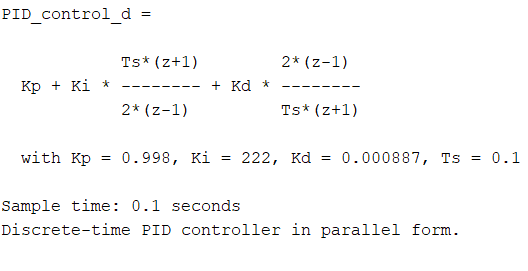 PID_control_d =
Ts*(z+1) 2*(z-1)
Kp + Ki * -------- + Kd * --------
2*(z-1) Ts*(z+1)
with Kp = 0.998, Ki = 222, Kd = 0.000887, Ts = 0.1
Sample time: 0.1 seconds
Discrete-time PID controller in parallel form.